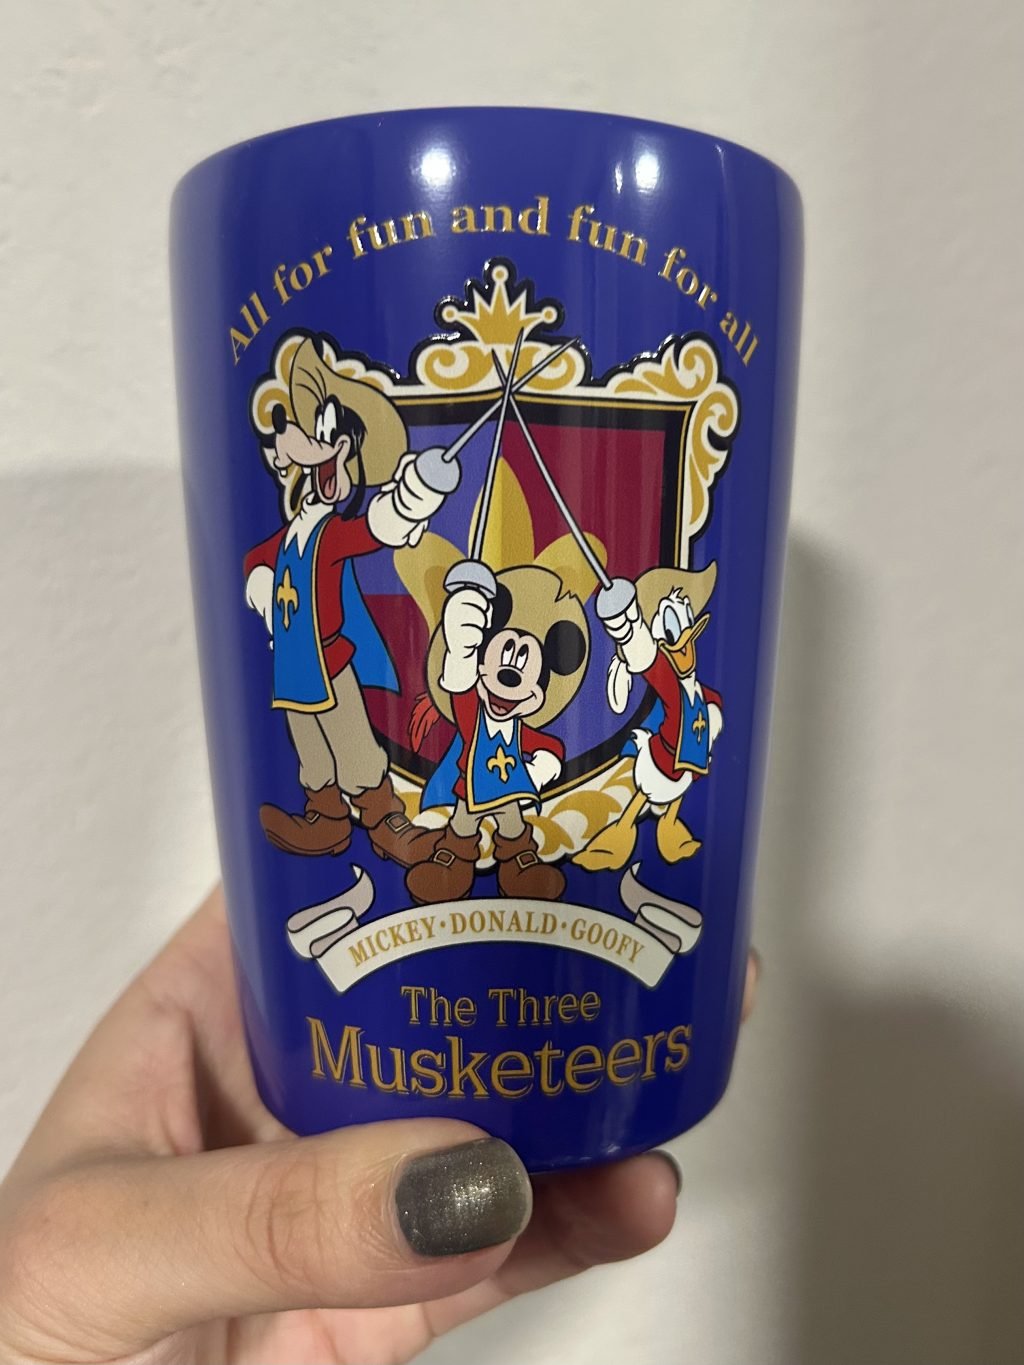 All for fun and fun for all
MICKEY·DONALD·GOOFY
The Three
Musketeers